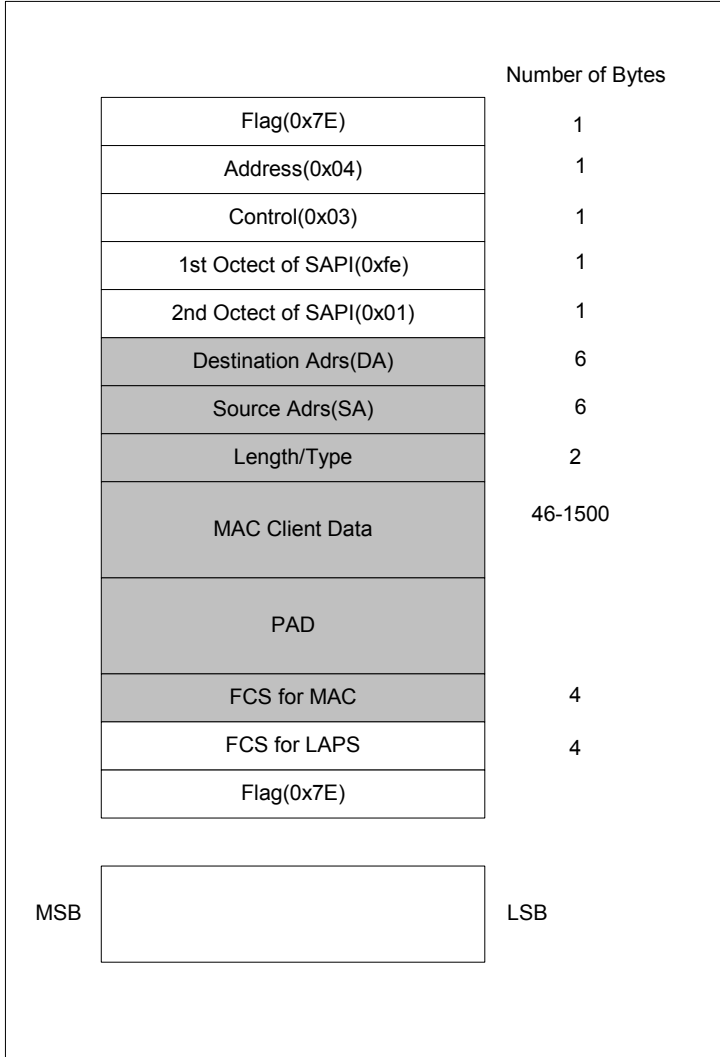 Number of Bytes
Flag(0x7E) 1
Address(0x04) 1
Control(0x03) 1
1st Octect of SAPI(0xfe) 1
2nd Octect of SAPI(0x01) 1
Destination Adrs(DA) 6
Source Adrs(SA) 6
Length/Type 2
MAC Client Data 46-1500
PAD
FCS for MAC 4
FCS for LAPS 4
Flag(0x7E)
MSB LSB